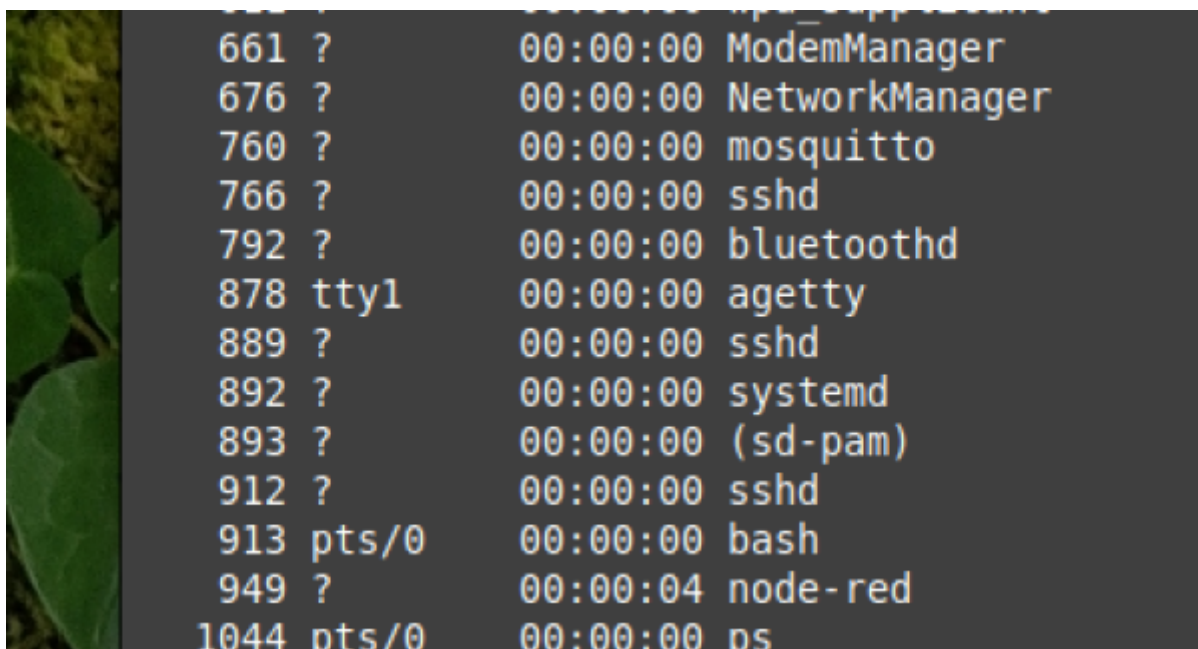 661 ? 00:00:00 ModemManager
676 ? 00:00:00 NetworkManager
760 ? 00:00:00 mosquitto
766 ? 00:00:00 sshd
792 ? 00:00:00 bluetoothd
878 tty1 00:00:00 agetty
889 ? 00:00:00 sshd
892 ? 00:00:00 systemd
893 ? 00:00:00 (sd-pam)
912 ? 00:00:00 sshd
913 pts/0 00:00:00 bash
949 ? 00:00:04 node-red
1044 pts/0 00:00:00 ps